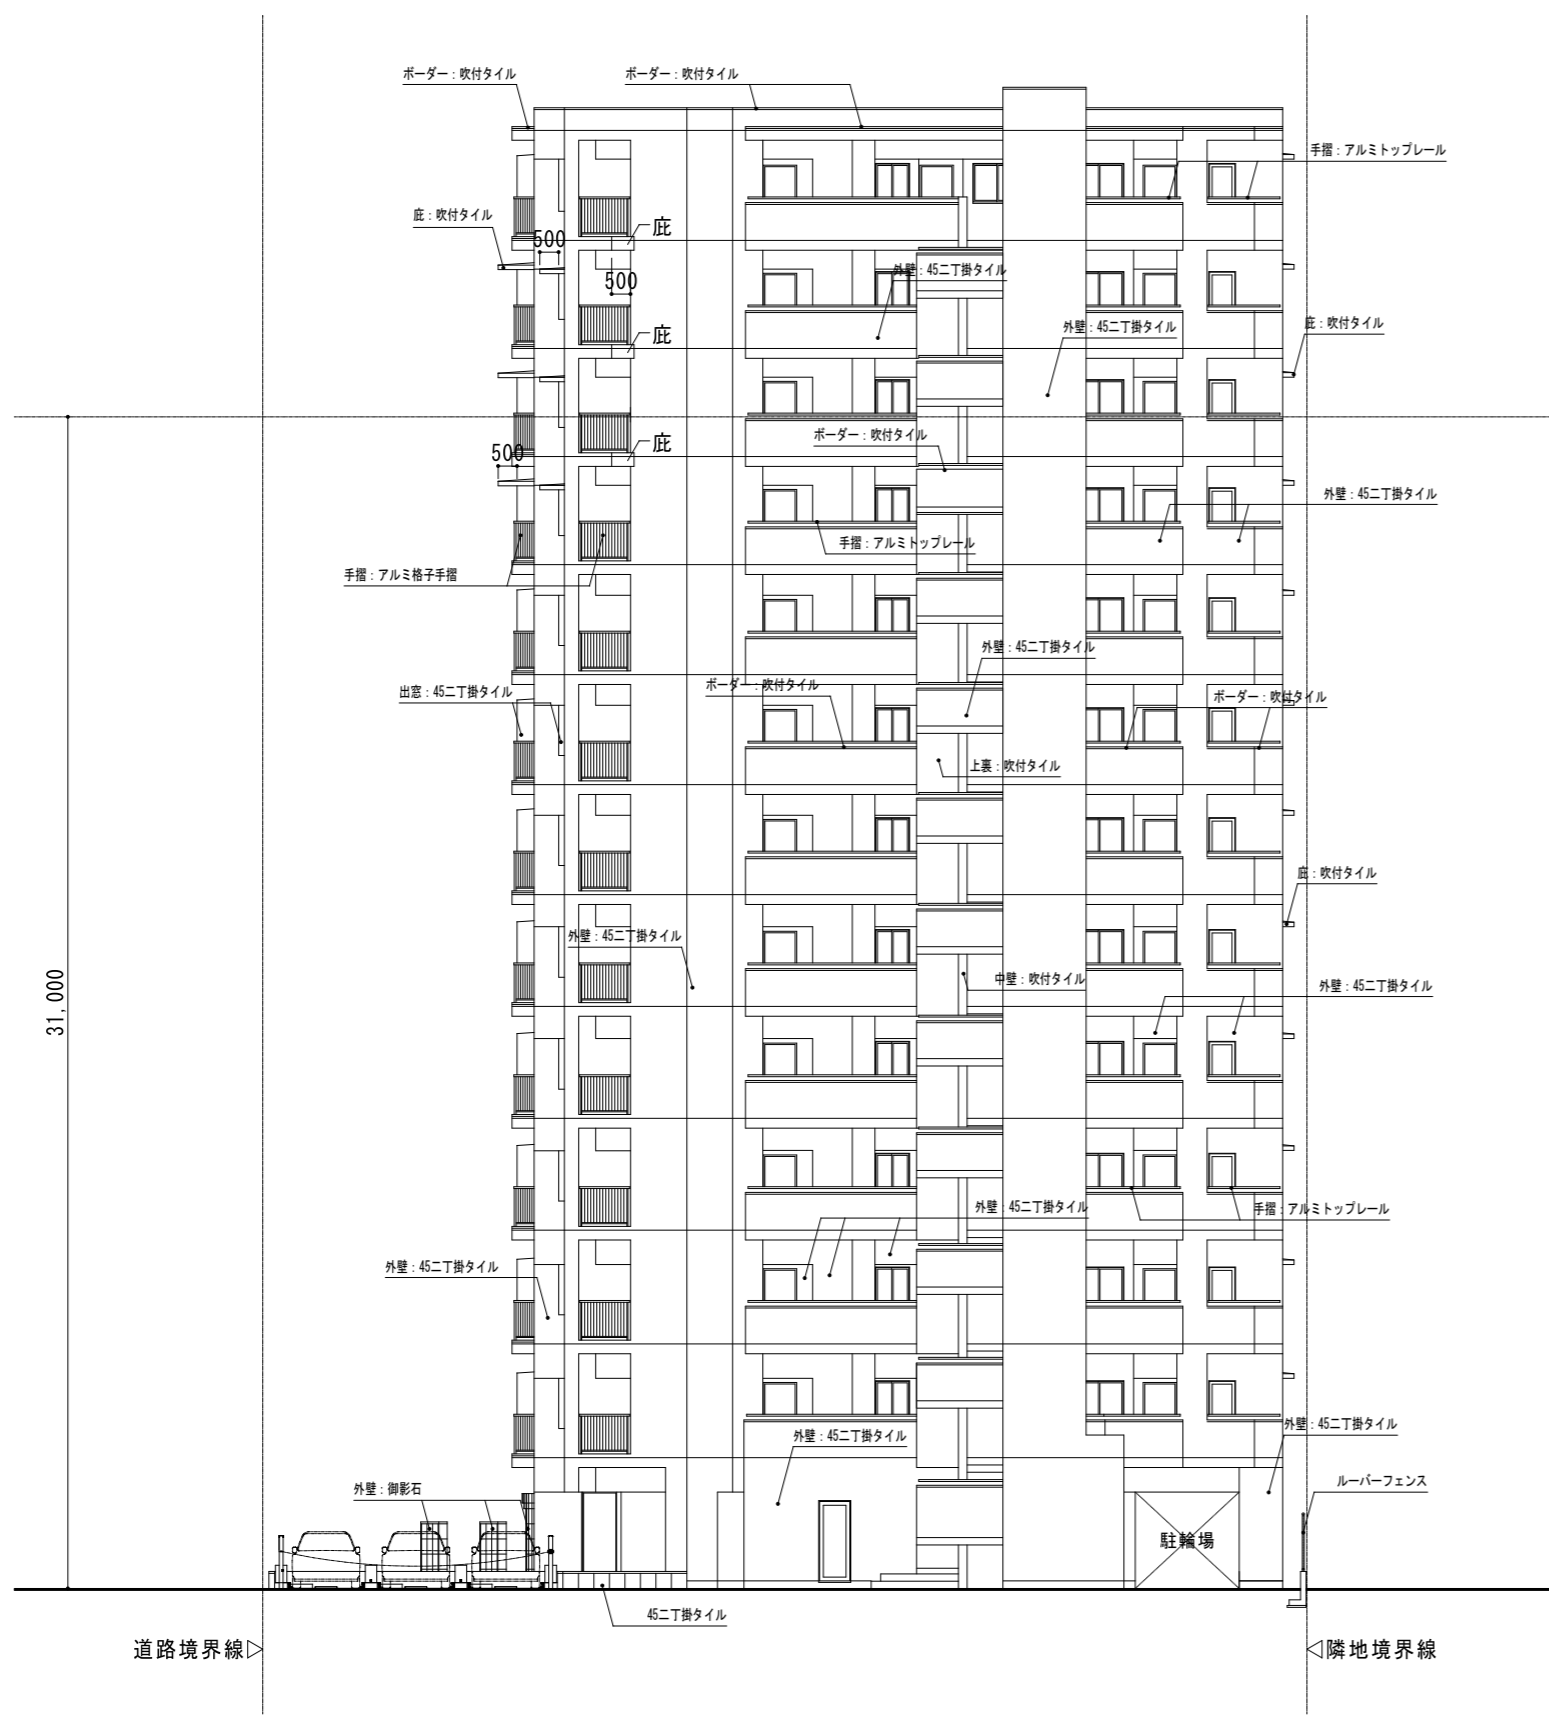 ボーダー：吹付タイル
ボーダー：吹付タイル
手摺：アルミトップレール
庇：吹付タイル
庇
500
外壁：45二丁掛タイル
500
庇：吹付タイル
外壁：45二丁掛タイル
庇
ボーダー：吹付タイル
庇
500
外壁：45二丁掛タイル
手摺：アルミトップレール
手摺：アルミ格子手摺
外壁：45二丁掛タイル
出窓：45二丁掛タイル
ボーダー：吹付タイル
ボーダー：吹付タイル
上裏：吹付タイル
庇：吹付タイル
外壁：45二丁掛タイル
中壁：吹付タイル
外壁：45二丁掛タイル
31,000
外壁：45二丁掛タイル
手摺：アルミトップレール
外壁：45二丁掛タイル
外壁：45二丁掛タイル
外壁：45二丁掛タイル
ルーバーフェンス
外壁：御影石
駐輪場
45二丁掛タイル
道路境界線
隣地境界線